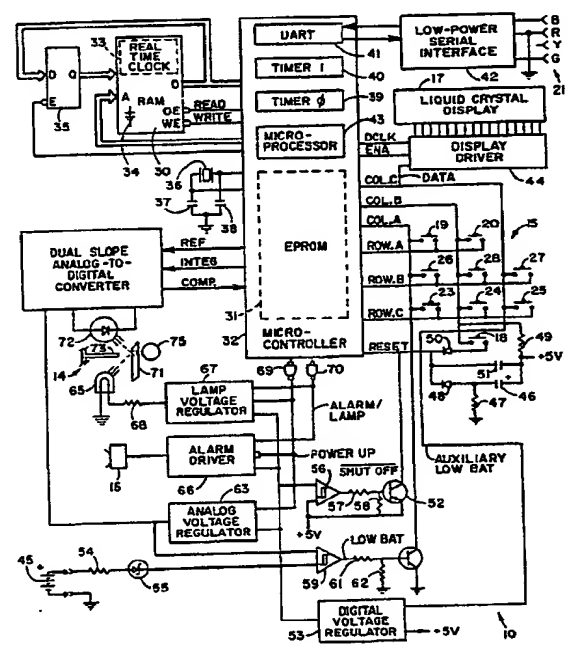 UART
41
TIMER 1
40
TIMER Φ
39
MICRO-
PROCESSOR
43
EPROM
31
MICRO-
CONTROLLER
32
REAL
TIME
CLOCK
33
RAM
A
D
OE
WE
READ
WRITE
34
30
D
Q
E
35
36
37
38
LOW-POWER
SERIAL
INTERFACE
42
B
R
Y
G
21
17
LIQUID CRYSTAL
DISPLAY
DISPLAY
DRIVER
44
DCLK
ENA
DATA
COL.C
COL.B
COL.A
ROW.A
ROW.B
ROW.C
RESET
19
20
15
26
28
27
23
24
25
18
50
49
+5V
51
48
46
+
47
DUAL SLOPE
ANALOG-TO-
DIGITAL
CONVERTER
REF
INTEG
COMP.
72
73
14
71
75
65
68
67
LAMP
VOLTAGE
REGULATOR
69
70
ALARM/
LAMP
ALARM
DRIVER
66
16
POWER UP
63
ANALOG
VOLTAGE
REGULATOR
56
SHUT OFF
57
58
52
+5V
AUXILIARY
LOW BAT
45
+
54
55
59
LOW BAT
61
62
DIGITAL
VOLTAGE
REGULATOR
53
+5V
10